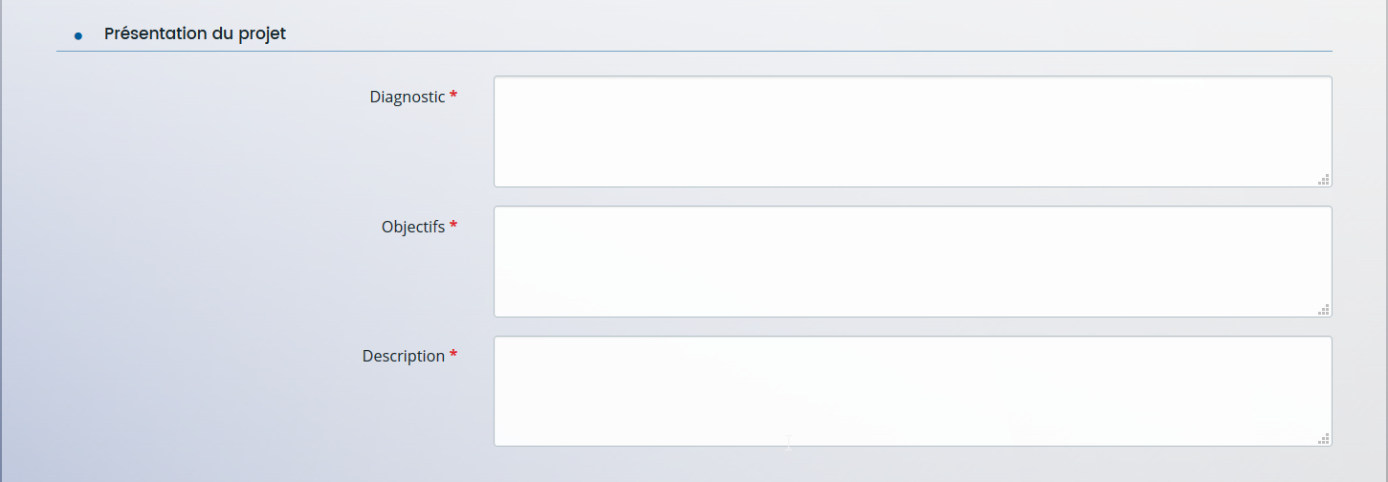 Présentation du projet
Diagnostic *
Objectifs *
Description *